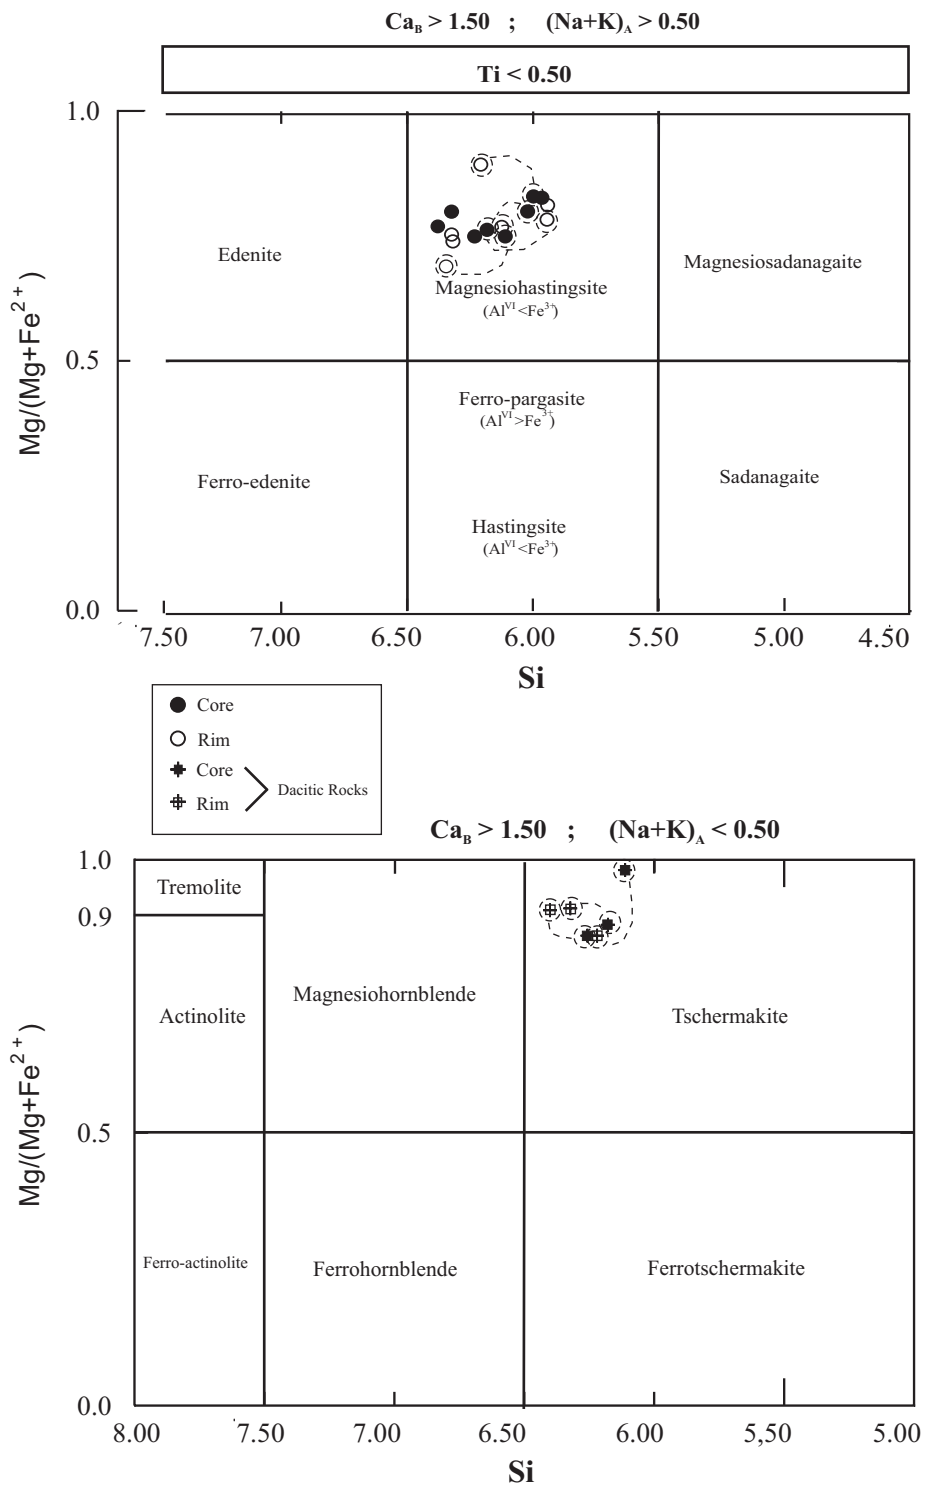 Ca_B > 1.50 ; (Na+K)_A > 0.50
Ti < 0.50
1.0
Edenite
Magnesiosadanagaite
Magnesiohastingsite
(Al^VI <Fe^3+)
Mg/(Mg+Fe^2+)
0.5
Ferro-pargasite
(Al^VI >Fe^3+)
Ferro-edenite
Sadanagaite
Hastingsite
(Al^VI <Fe^3+)
0.0
7.50 7.00 6.50 6.00 5.50 5.00 4.50
Si
Core
Rim
Core
Rim
Dacitic Rocks
Ca_B > 1.50 ; (Na+K)_A < 0.50
1.0
Tremolite
0.9
Magnesiohornblende
Actinolite
Tschermakite
Mg/(Mg+Fe^2+)
0.5
Ferro-actinolite
Ferrohornblende
Ferrotschermakite
0.0
8.00 7.50 7.00 6.50 6.00 5,50 5.00
Si